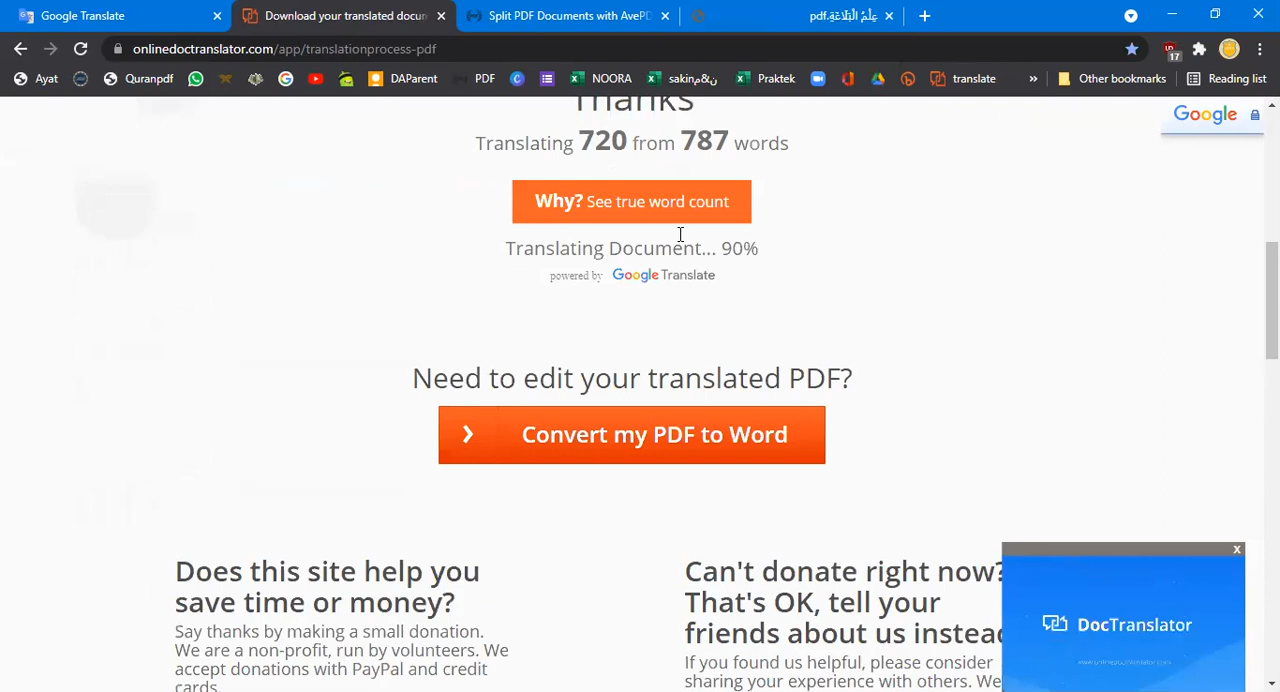 Google Translate
Download your translated docum
Split PDF Documents with AvePD
عِلْمُ الْبَلَاغَةِ.pdf
onlinedoctranslator.com/app/translationprocess-pdf
17
Ayat
Quranpdf
DAParent
PDF
NOORA
translate
Praktek
Other bookmarks
Reading list
Thanks
Google
Translating 720 from 787 words
Why? See true word count
Translating Document... 90%
powered by Google Translate
Need to edit your translated PDF?
Convert my PDF to Word
Does this site help you
save time or money?
Say thanks by making a small donation.
We are a non-profit, run by volunteers. We
accept donations with PayPal and credit
cards.
Can't donate right now?
That's OK, tell your
friends about us instead
If you found us helpful, please consider
sharing your experience with others. We
x
DocTranslator
www.onlinedoctranslator.com